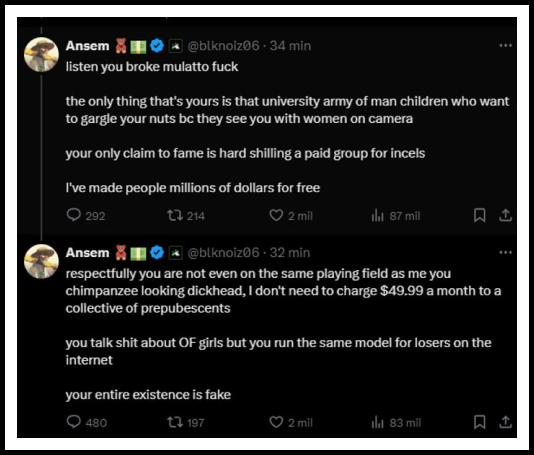 Ansem @blknoiz06 · 34 min
listen you broke mulatto fuck
the only thing that's yours is that university army of man children who want
to gargle your nuts bc they see you with women on camera
your only claim to fame is hard shilling a paid group for incels
I've made people millions of dollars for free
292 214 2 mil 87 mil
Ansem @blknoiz06 · 32 min
respectfully you are not even on the same playing field as me you
chimpanzee looking dickhead, I don't need to charge $49.99 a month to a
collective of prepubescents
you talk shit about OF girls but you run the same model for losers on the
internet
your entire existence is fake
480 197 2 mil 83 mil